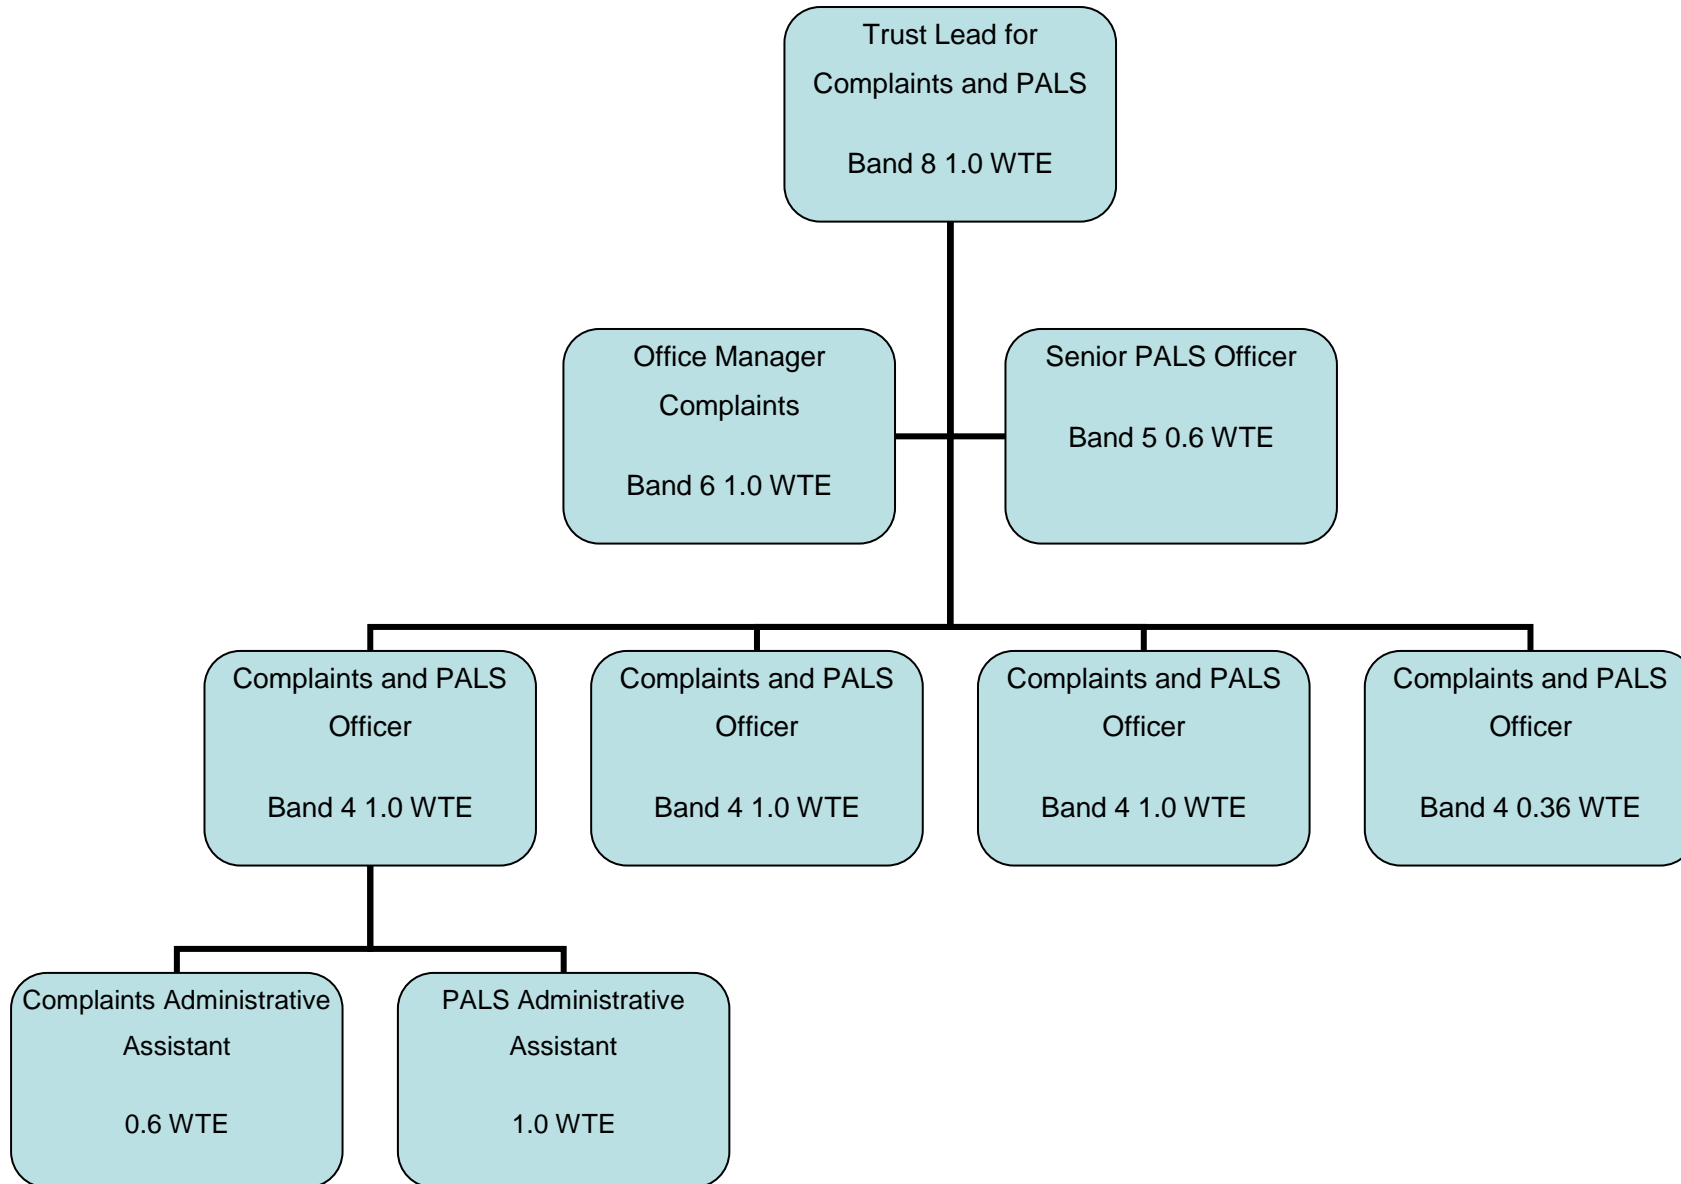 Trust Lead for
Complaints and PALS
Band 8 1.0 WTE
Office Manager
Complaints
Band 6 1.0 WTE
Senior PALS Officer
Band 5 0.6 WTE
Complaints and PALS
Officer
Band 4 1.0 WTE
Complaints and PALS
Officer
Band 4 1.0 WTE
Complaints and PALS
Officer
Band 4 1.0 WTE
Complaints and PALS
Officer
Band 4 0.36 WTE
Complaints Administrative
Assistant
0.6 WTE
PALS Administrative
Assistant
1.0 WTE